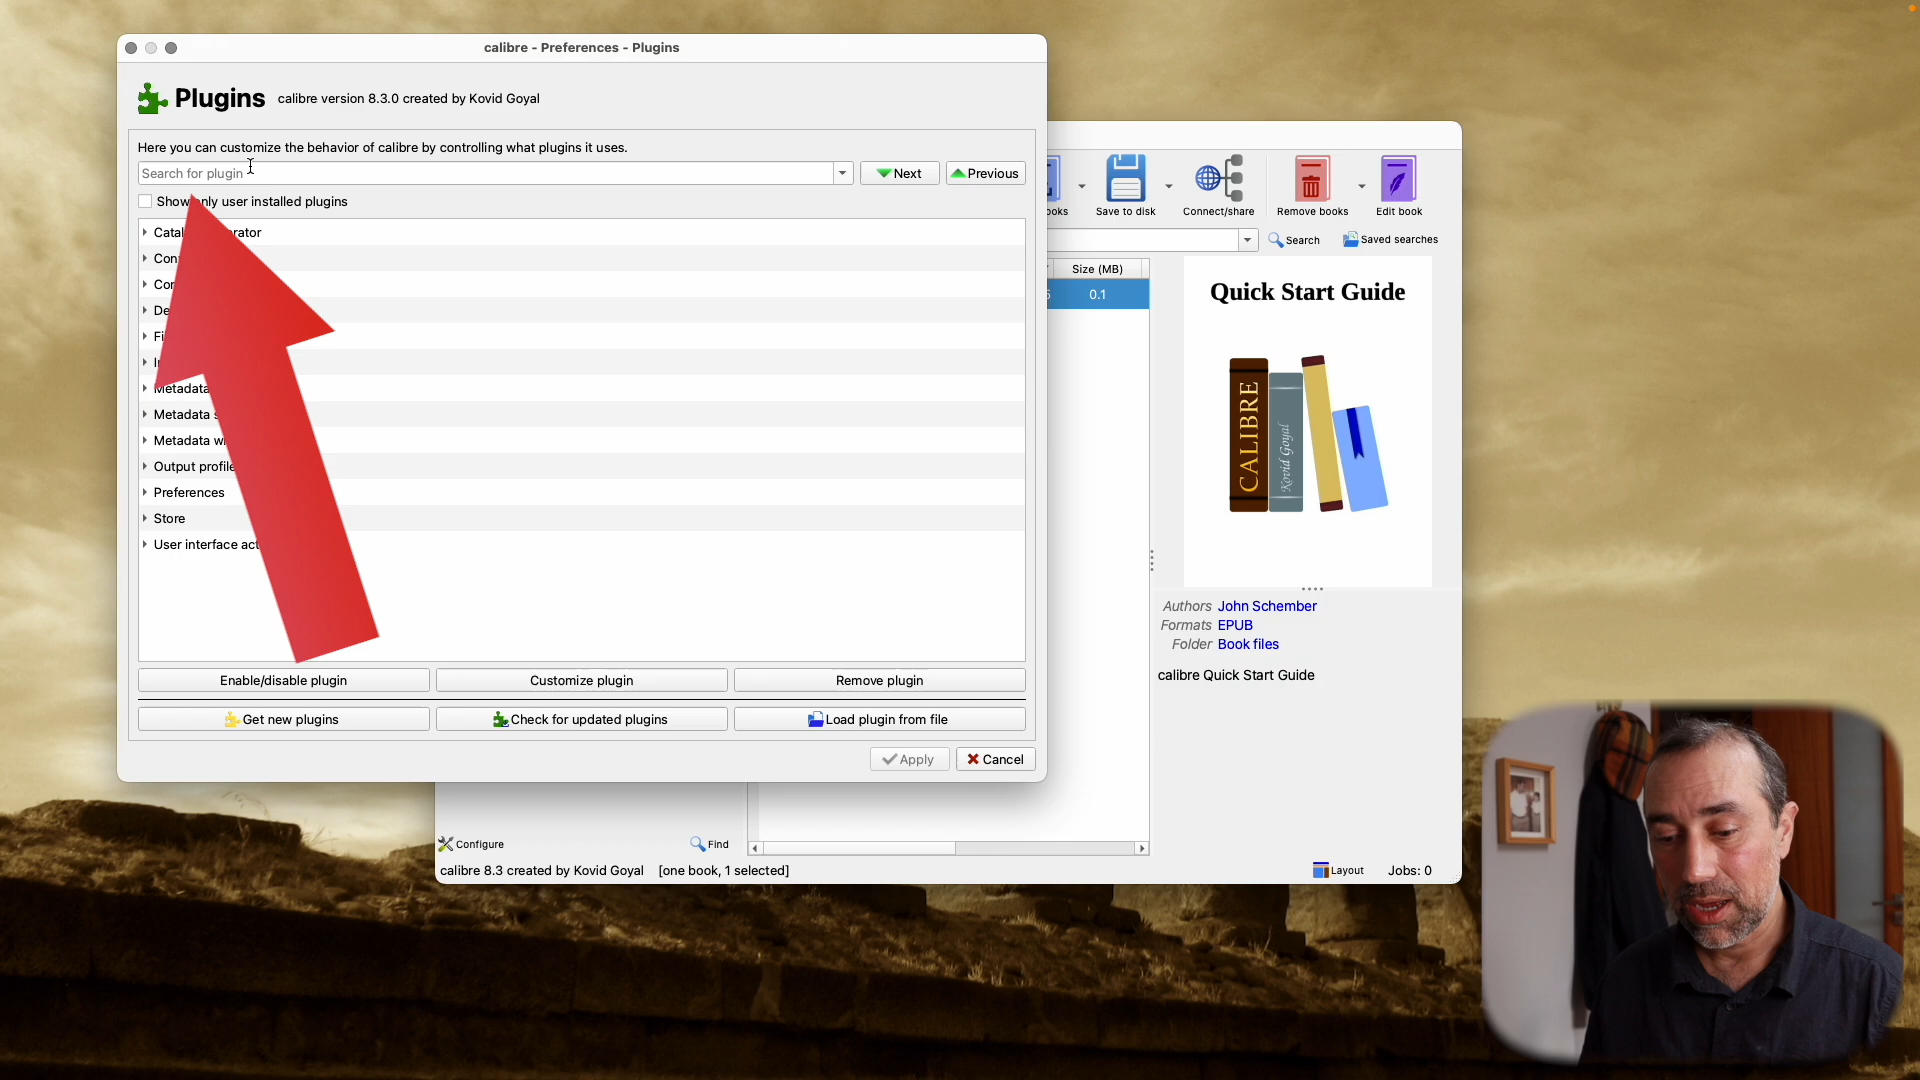 calibre - Preferences - Plugins
Plugins calibre version 8.3.0 created by Kovid Goyal
Here you can customize the behavior of calibre by controlling what plugins it uses.
Search for plugin
Next
Previous
Show only user installed plugins
Metadata
Metadata
Metadata
Output profile
Preferences
Store
User interface
Enable/disable plugin
Customize plugin
Remove plugin
Get new plugins
Check for updated plugins
Load plugin from file
Apply
Cancel
Save to disk
Connect/share
Remove books
Edit book
Search
Saved searches
Size (MB)
0.1
Quick Start Guide
CALIBRE
Kovid Goyal
Authors John Schember
Formats EPUB
Folder Book files
calibre Quick Start Guide
Configure
Find
calibre 8.3 created by Kovid Goyal [one book, 1 selected]
Layout
Jobs: 0